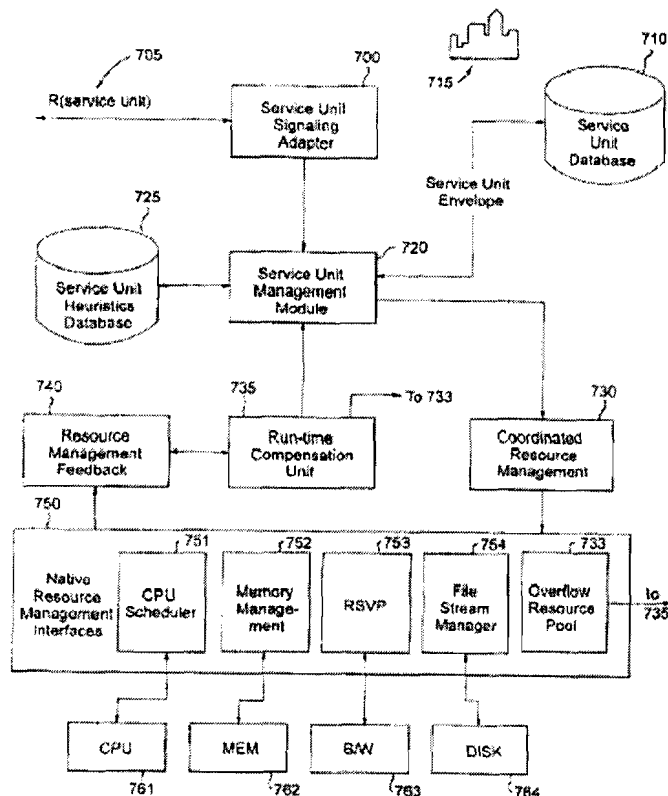 705
700
710
R(service unit)
Service Unit
Signaling
Adapter
715
Service
Unit
Database
Service Unit
Envelope
725
720
Service Unit
Heuristics
Database
Service Unit
Management
Module
740
735
To 733
730
Resource
Management
Feedback
Run-time
Compensation
Unit
Coordinated
Resource
Management
750
751
752
753
754
733
Native
Resource
Management
Interfaces
CPU
Scheduler
Memory
Manage-
ment
RSVP
File
Stream
Manager
Overflow
Resource
Pool
to
735
CPU
MEM
B/W
DISK
761
762
763
764